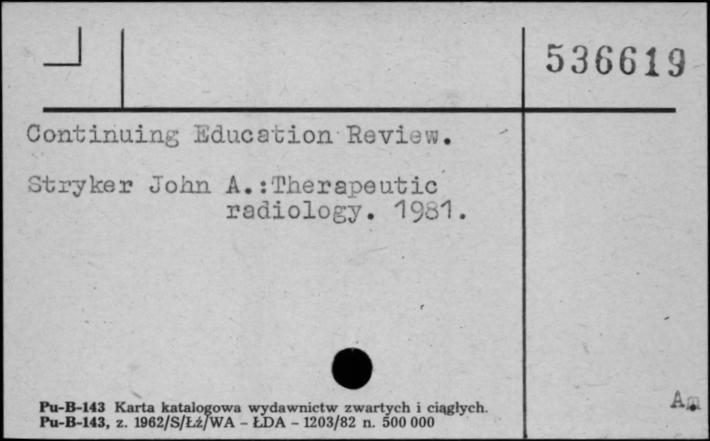 536619
Continuing Education Review.
Stryker John A.:Therapeutic
radiology. 1981.
Am
Pu-B-143 Karta katalogowa wydawnictw zwartych i ciągłych.
Pu-B-143, z. 1962/S/Łź/WA - ŁDA - 1203/82 n. 500 000